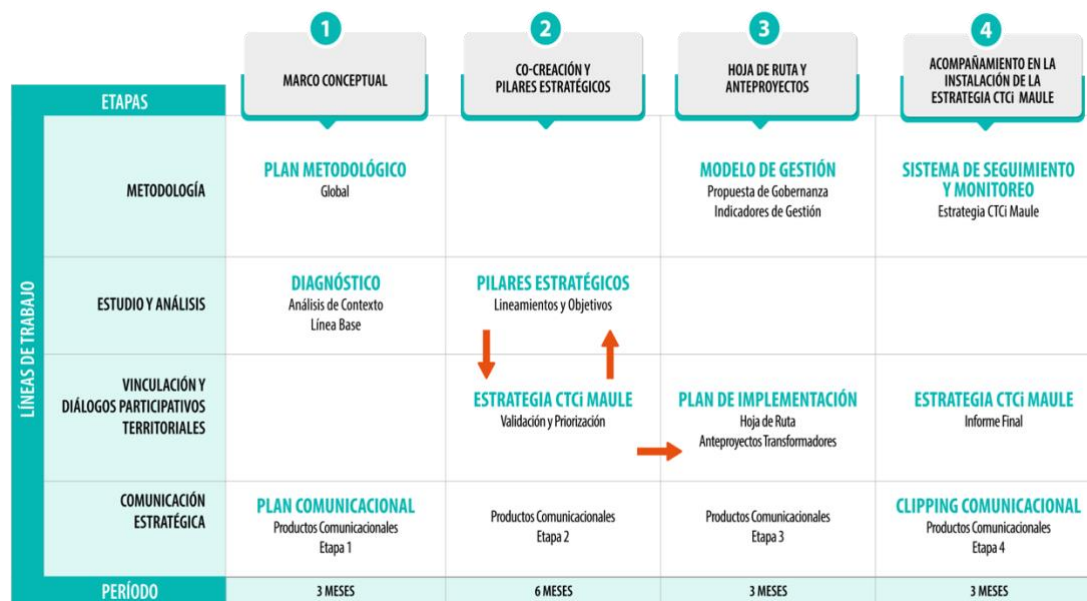 1
2
3
4
MARCO CONCEPTUAL
CO-CREACIÓN Y
PILARES ESTRATÉGICOS
HOJA DE RUTA Y
ANTEPROYECTOS
ACOMPAÑAMIENTO EN LA
INSTALACIÓN DE LA
ESTRATEGIA CTCi MAULE
ETAPAS
LÍNEAS DE TRABAJO
METODOLOGÍA
PLAN METODOLÓGICO
Global
MODELO DE GESTIÓN
Propuesta de Gobernanza
Indicadores de Gestión
SISTEMA DE SEGUIMIENTO
Y MONITOREO
Estrategia CTCi Maule
ESTUDIO Y ANÁLISIS
DIAGNÓSTICO
Análisis de Contexto
Línea Base
PILARES ESTRATÉGICOS
Lineamientos y Objetivos
VINCULACIÓN Y
DIÁLOGOS PARTICIPATIVOS
TERRITORIALES
ESTRATEGIA CTCi MAULE
Validación y Priorización
PLAN DE IMPLEMENTACIÓN
Hoja de Ruta
Anteproyectos Transformadores
ESTRATEGIA CTCi MAULE
Informe Final
COMUNICACIÓN
ESTRATÉGICA
PLAN COMUNICACIONAL
Productos Comunicacionales
Etapa 1
Productos Comunicacionales
Etapa 2
Productos Comunicacionales
Etapa 3
CLIPPING COMUNICACIONAL
Productos Comunicacionales
Etapa 4
PERÍODO
3 MESES
6 MESES
3 MESES
3 MESES